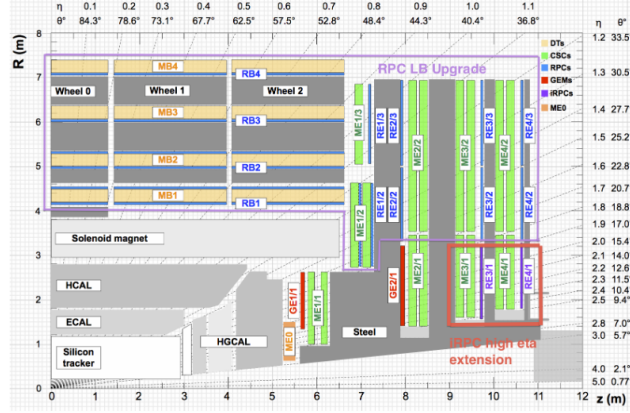 η 0.1 0.2 0.3 0.4 0.5 0.6 0.7 0.8 0.9 1.0 1.1 η θ°
θ° 84.3° 78.6° 73.1° 67.7° 62.5° 57.5° 52.8° 48.4° 44.3° 40.4° 36.8°
R (m)
8
7
6
5
4
3
2
1
0
1.2 33.5
1.3 30.5
1.4 27.7
1.5 25.2
1.6 22.8
1.7 20.7
1.8 18.8
1.9 17.0
2.0 15.4
2.1 14.0
2.2 12.6
2.3 11.5
2.4 10.4
2.5 9.4°
2.8 7.0°
3.0 5.7°
4.0 2.1°
5.0 0.77
DTs
CSCs
RPCs
GEMs
iRPCs
ME0
RPC LB Upgrade
MB4
RB4
Wheel 0 Wheel 1 Wheel 2
MB3
RB3
MB2
RB2
MB1
RB1
ME1/3
RE1/3
RE2/3
ME2/2
ME3/2
RE3/3
ME4/2
RE4/3
ME1/2
RE1/2
RE2/2
RE3/2
RE4/2
Solenoid magnet
HCAL
ECAL
Silicon
tracker
HGCAL
ME0
GE1/1
ME1/1
Steel
GE2/1
ME2/1
ME3/1
RE3/1
ME4/1
RE4/1
iRPC high eta
extension
0 1 2 3 4 5 6 7 8 9 10 11 12
z (m)